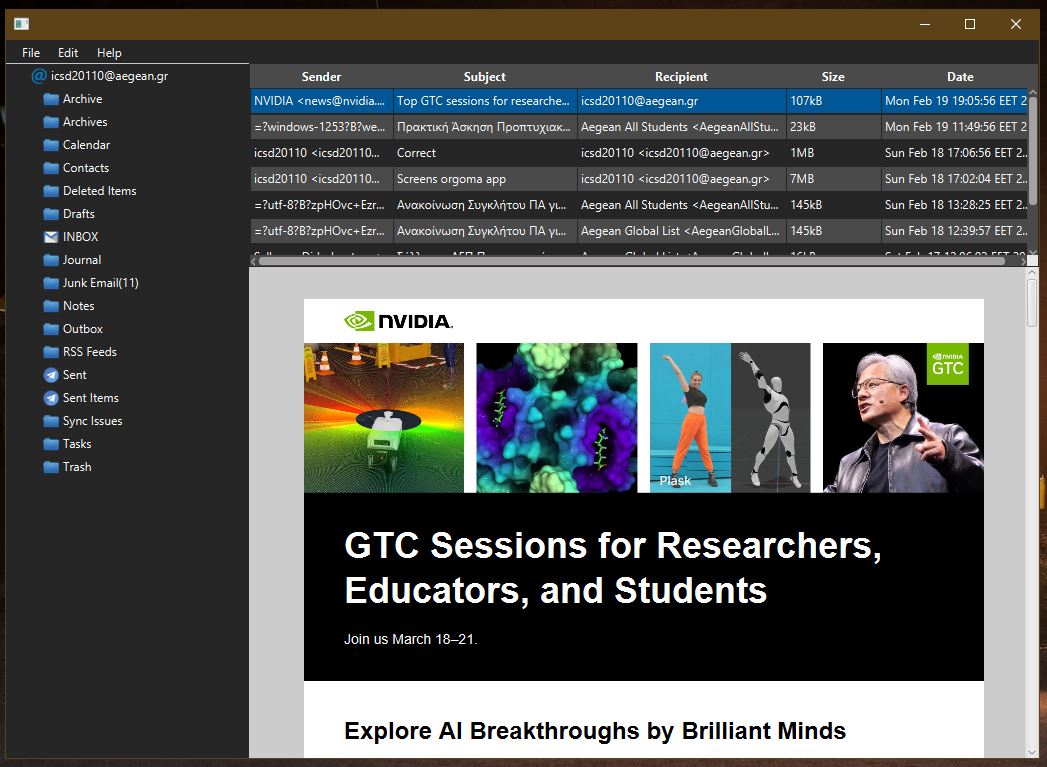 File Edit Help
icsd20110@aegean.gr
Archive
Archives
Calendar
Contacts
Deleted Items
Drafts
INBOX
Journal
Junk Email(11)
Notes
Outbox
RSS Feeds
Sent
Sent Items
Sync Issues
Tasks
Trash
Sender Subject Recipient Size Date
NVIDIA <news@nvidia.... Top GTC sessions for researche... icsd20110@aegean.gr 107kB Mon Feb 19 19:05:56 EET 2
=?windows-1253?B?we... Πρακτική Άσκηση Προπτυχιακ... Aegean All Students <AegeanAllStu... 23kB Mon Feb 19 11:49:56 EET 2
icsd20110 <icsd20110... Correct icsd20110 <icsd20110@aegean.gr> 1MB Sun Feb 18 17:06:56 EET 2..
icsd20110 <icsd20110... Screens orgoma app icsd20110 <icsd20110@aegean.gr> 7MB Sun Feb 18 17:02:04 EET 2..
=?utf-8?B?zpHOvc+Ezr... Ανακοίνωση Συγκλήτου ΠΑ γι... Aegean All Students <AegeanAllStu... 145kB Sun Feb 18 13:28:25 EET 2..
=?utf-8?B?zpHOvc+Ezr... Ανακοίνωση Συγκλήτου ΠΑ γι... Aegean Global List <AegeanGlobalL... 145kB Sun Feb 18 12:39:57 EET 2..
NVIDIA.
Plask
NVIDIA
GTC
GTC Sessions for Researchers,
Educators, and Students
Join us March 18–21.
Explore AI Breakthroughs by Brilliant Minds